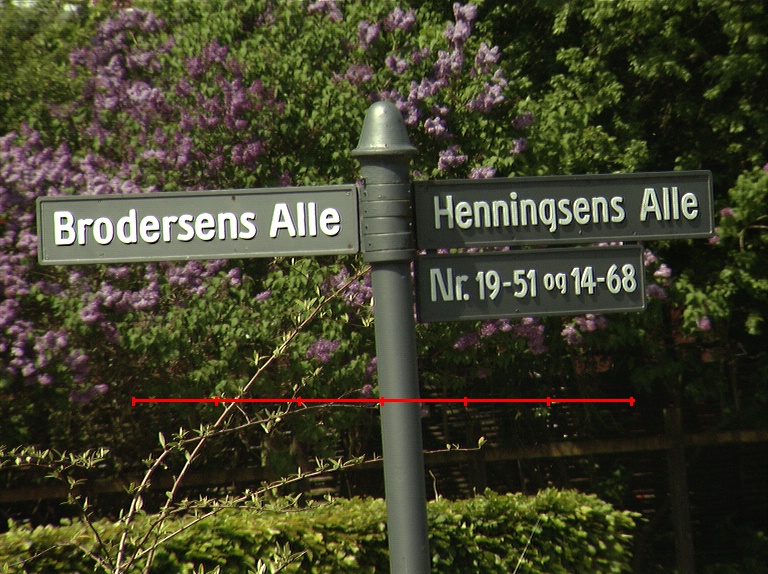 Brodersens Alle
Henningsens Alle
Nr. 19-51 og 14-68